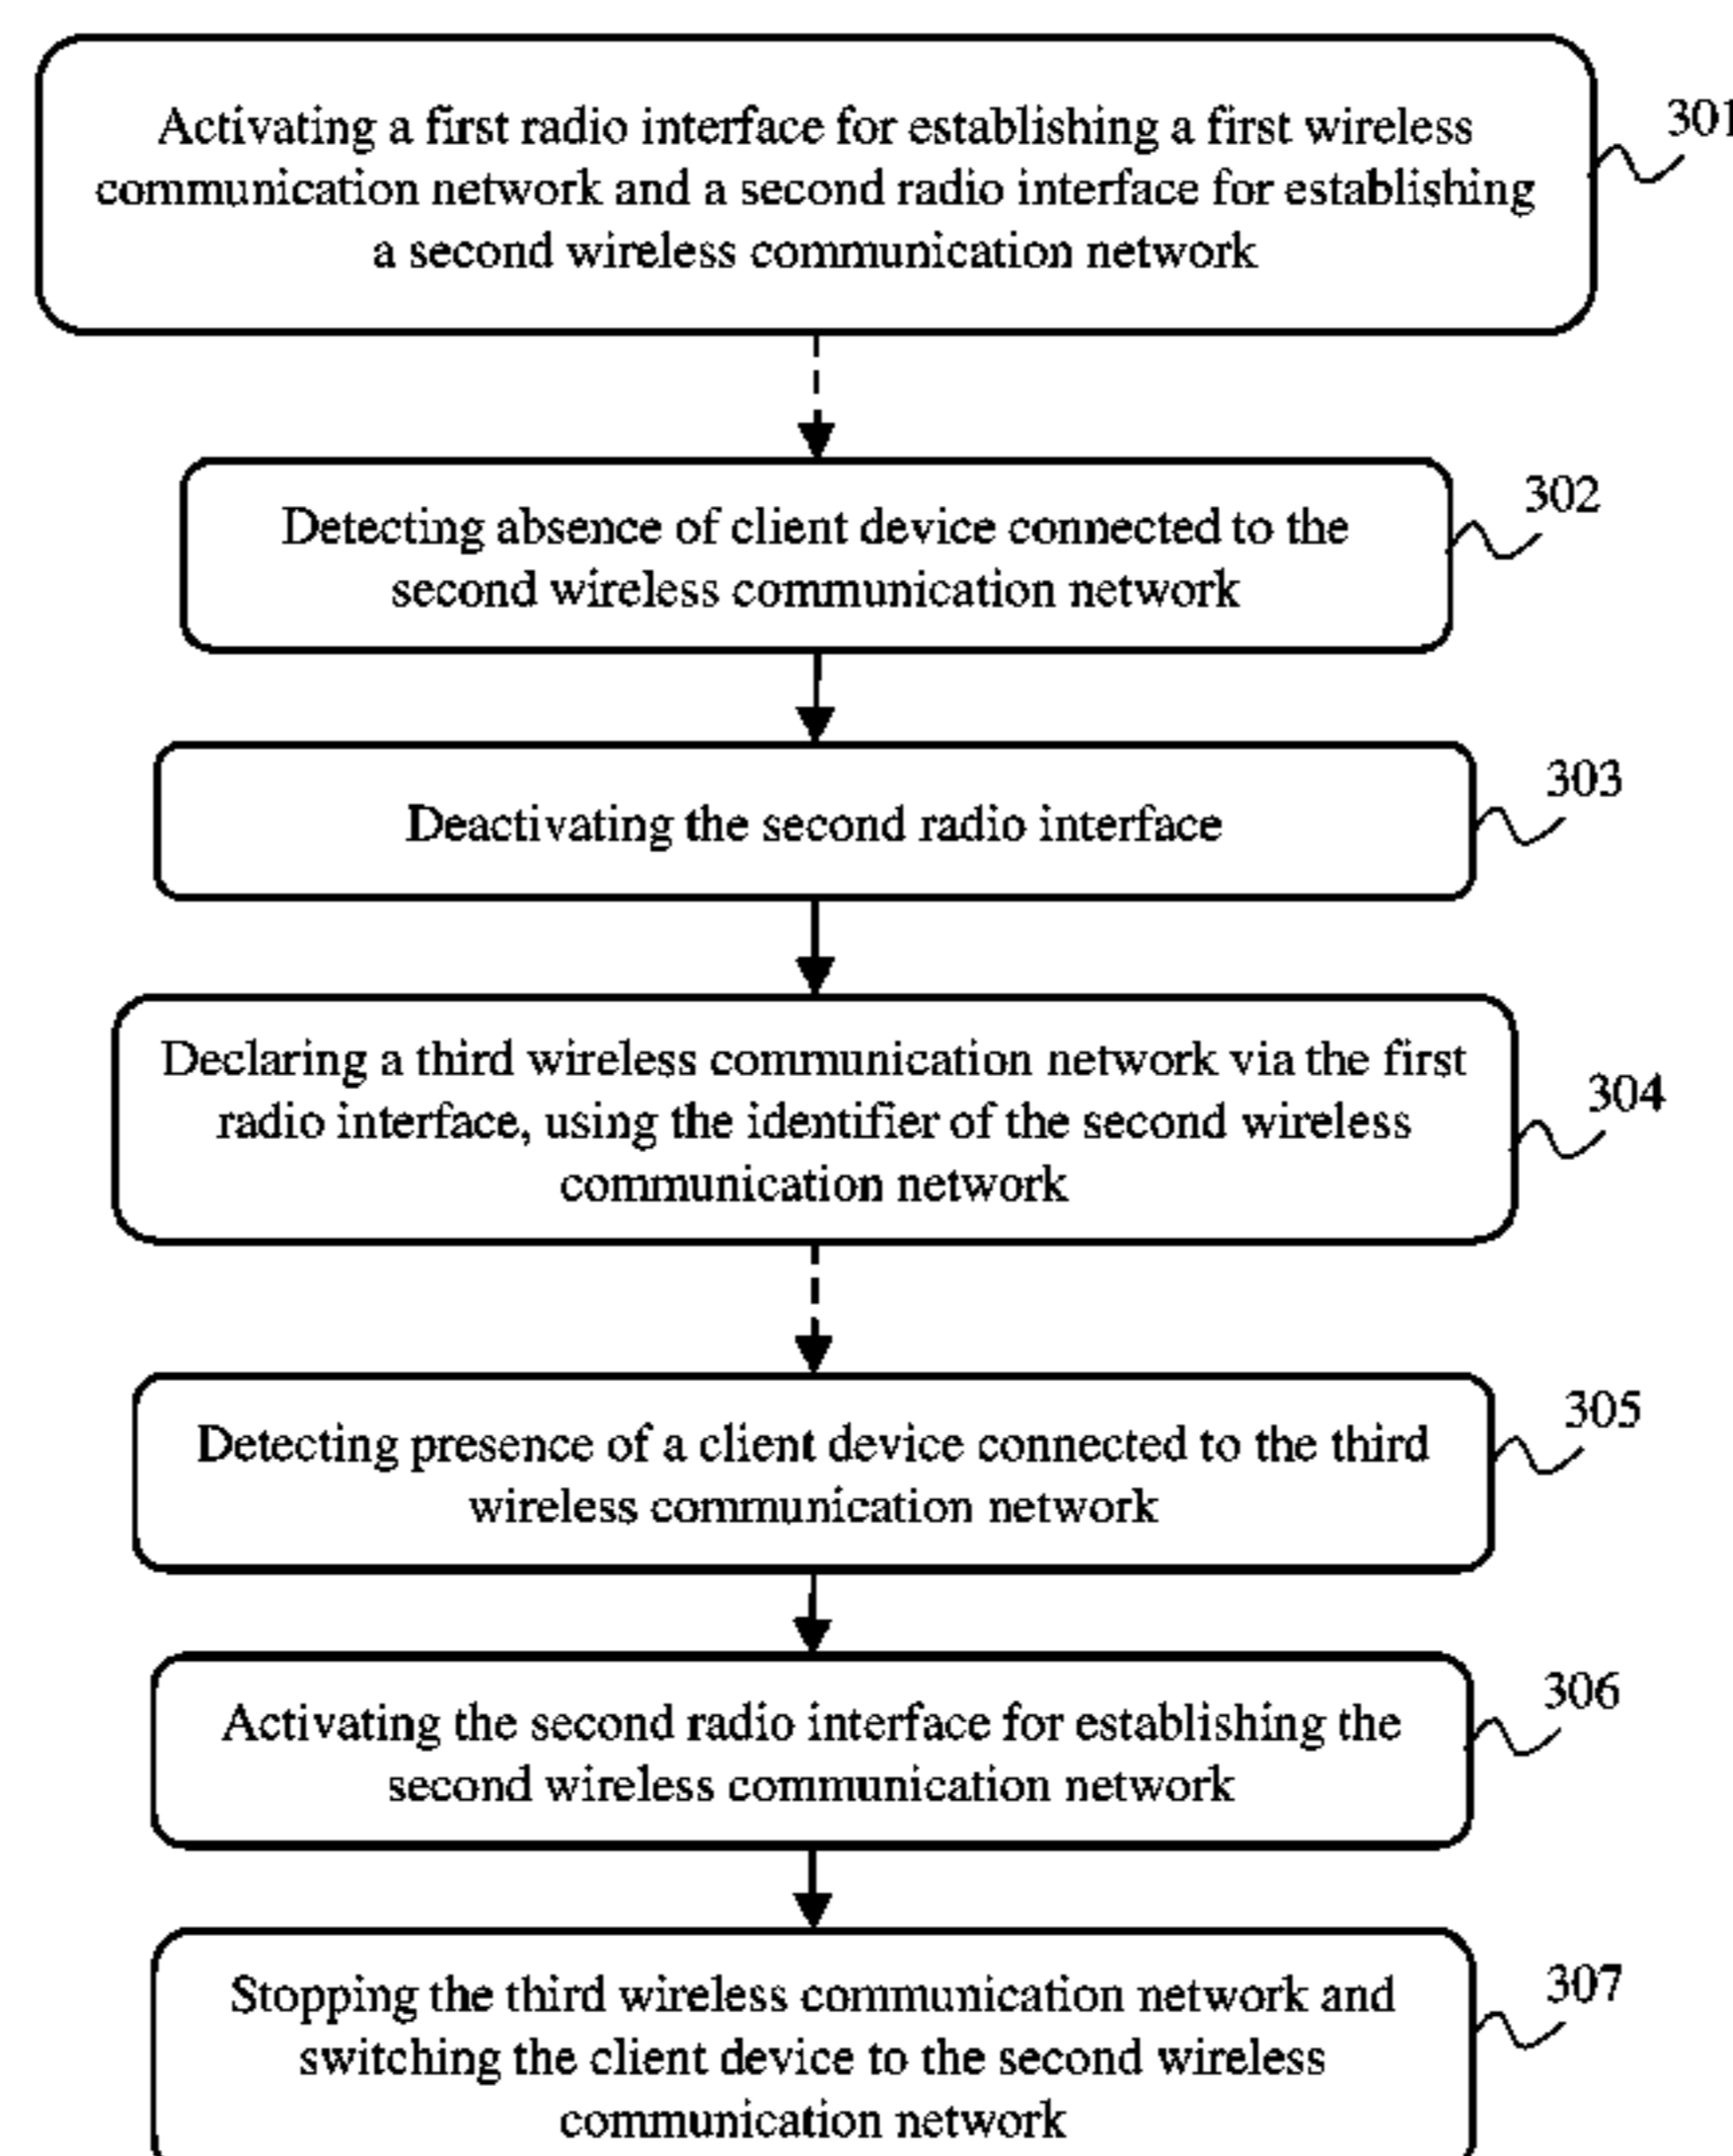 Activating a first radio interface for establishing a first wireless
communication network and a second radio interface for establishing
a second wireless communication network
301
Detecting absence of client device connected to the
second wireless communication network
302
Deactivating the second radio interface
303
Declaring a third wireless communication network via the first
radio interface, using the identifier of the second wireless
communication network
304
Detecting presence of a client device connected to the third
wireless communication network
305
Activating the second radio interface for establishing the
second wireless communication network
306
Stopping the third wireless communication network and
switching the client device to the second wireless
communication network
307